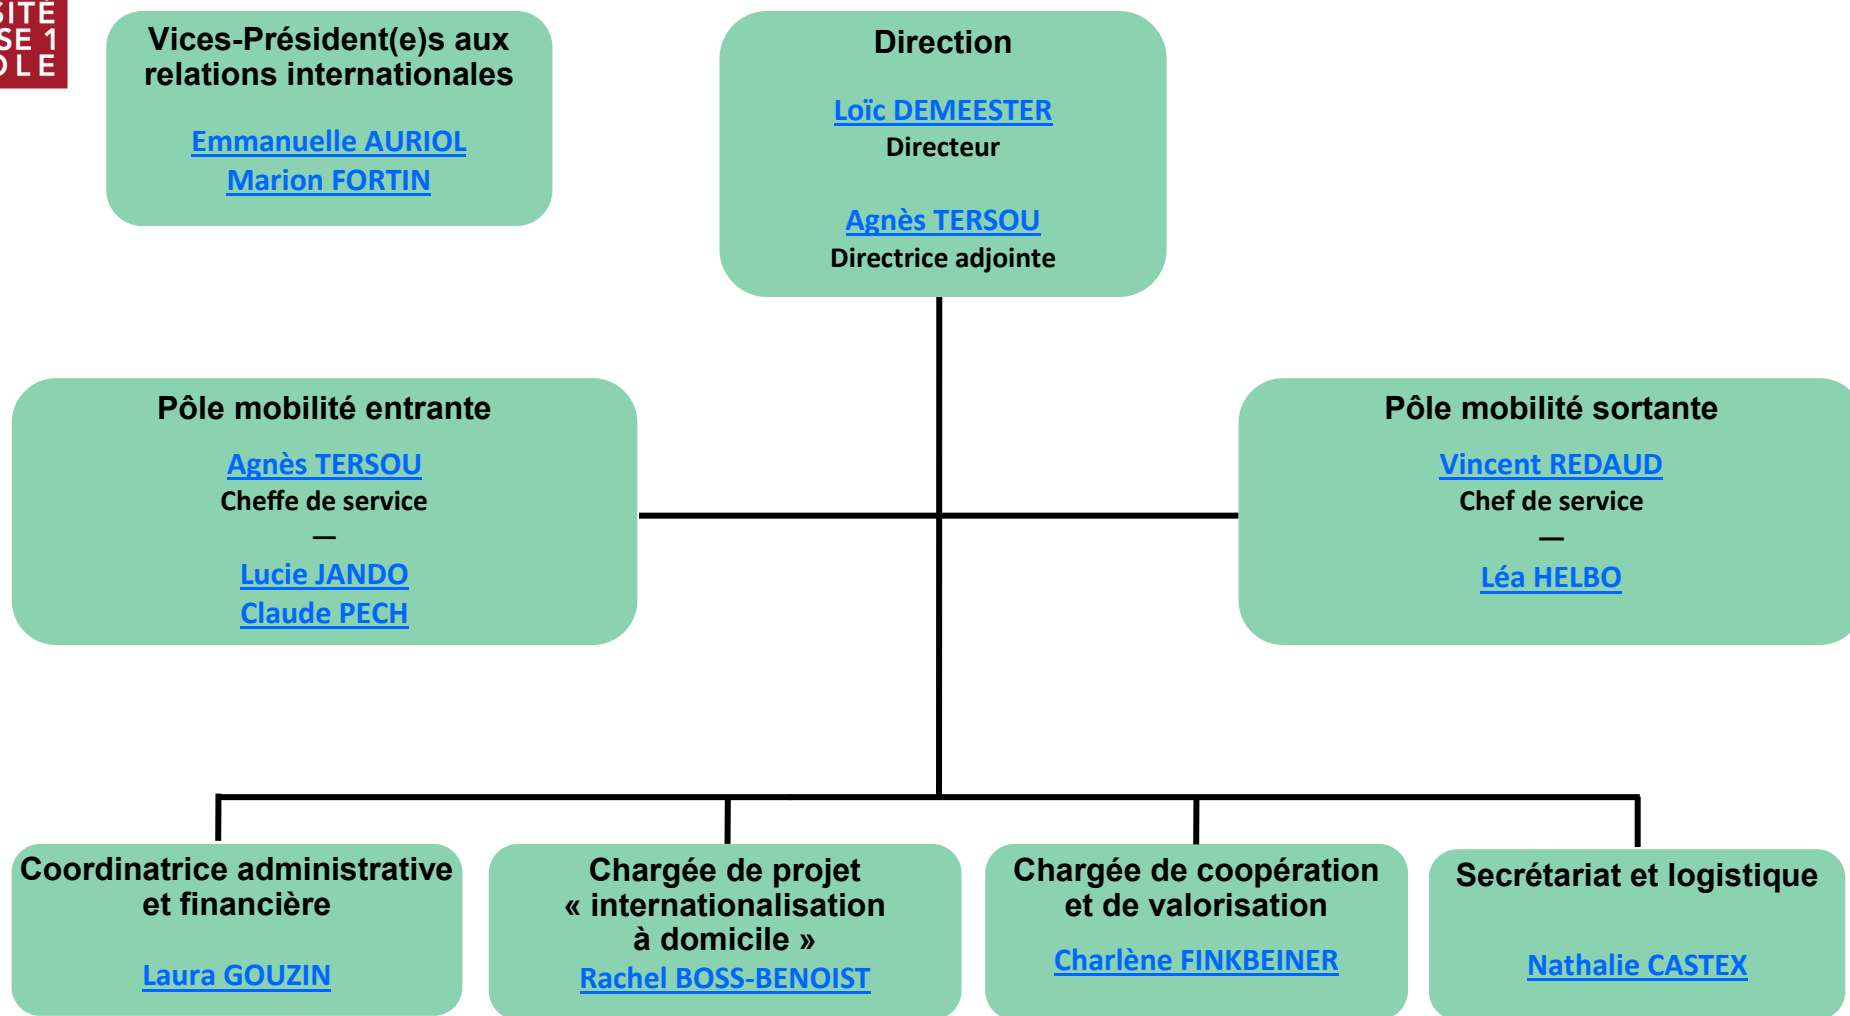 Vices-Président(e)s aux
relations internationales
Emmanuelle AURIOL
Marion FORTIN
Direction
Loïc DEMEESTER
Directeur
Agnès TERSOU
Directrice adjointe
Pôle mobilité entrante
Agnès TERSOU
Cheffe de service
—
Lucie JANDO
Claude PECH
Pôle mobilité sortante
Vincent REDAUD
Chef de service
—
Léa HELBO
Coordinatrice administrative
et financière
Laura GOUZIN
Chargée de projet
« internationalisation
à domicile »
Rachel BOSS-BENOIST
Chargée de coopération
et de valorisation
Charlène FINKBEINER
Secrétariat et logistique
Nathalie CASTEX